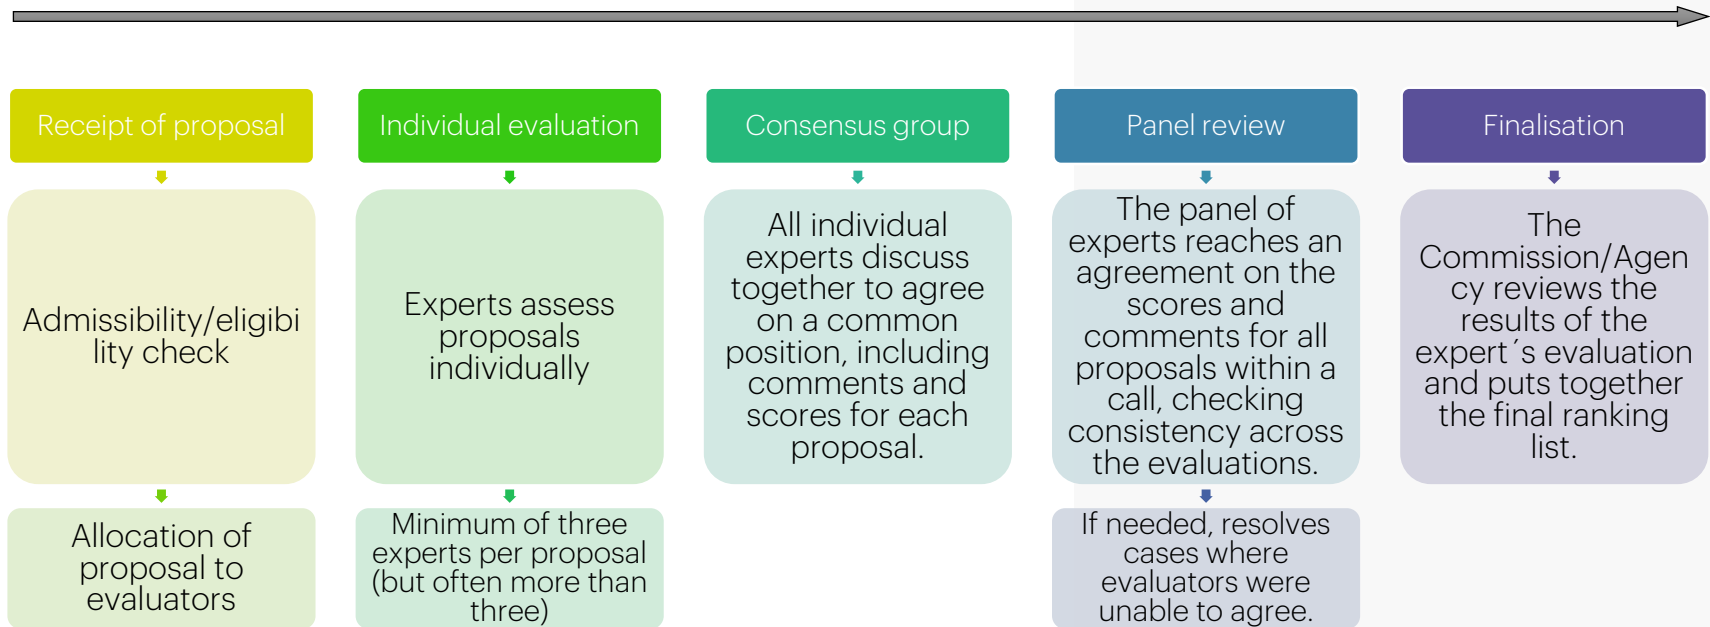 Receipt of proposal
Admissibility/eligibi
lity check
Allocation of
proposal to
evaluators
Individual evaluation
Experts assess
proposals
individually
Minimum of three
experts per proposal
(but often more than
three)
Consensus group
All individual
experts discuss
together to agree
on a common
position, including
comments and
scores for each
proposal.
Panel review
The panel of
experts reaches an
agreement on the
scores and
comments for all
proposals within a
call, checking
consistency across
the evaluations.
If needed, resolves
cases where
evaluators were
unable to agree.
Finalisation
The
Commission/Agen
cy reviews the
results of the
expert´s evaluation
and puts together
the final ranking
list.